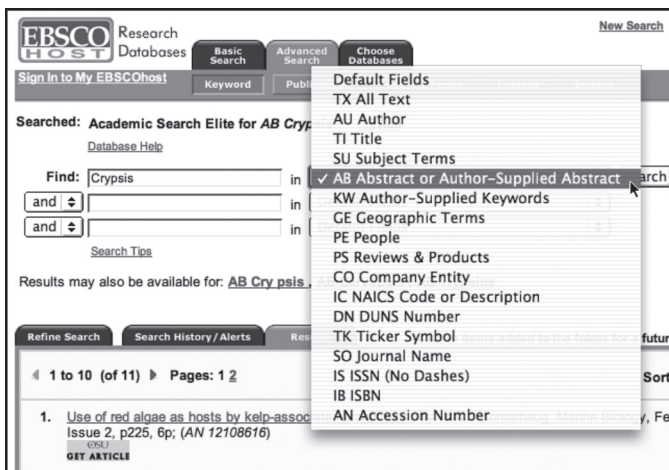 EBSCO HOST Research Databases
New Search
Basic Search
Advanced Search
Choose Databases
Sign In to My EBSCOhost
Keyword
Publ
Searched: Academic Search Elite for AB Cryp
Database Help
Find: Crypsis in
and in
and in
Search Tips
Default Fields
TX All Text
AU Author
TI Title
SU Subject Terms
✓ AB Abstract or Author-Supplied Abstract
arch
KW Author-Supplied Keywords
GE Geographic Terms
PE People
PS Reviews & Products
CO Company Entity
IC NAICS Code or Description
DN DUNS Number
TK Ticker Symbol
SO Journal Name
IS ISSN (No Dashes)
IB ISBN
AN Accession Number
Results may also be available for: AB Cry psis ,
Refine Search
Search History/Alerts
Res
futur
1 to 10 (of 11) Pages: 1 2
Sort
1. Use of red algae as hosts by kelp-assoc
Fe
Issue 2, p225, 6p; (AN 12108616)
OSU
GET ARTICLE